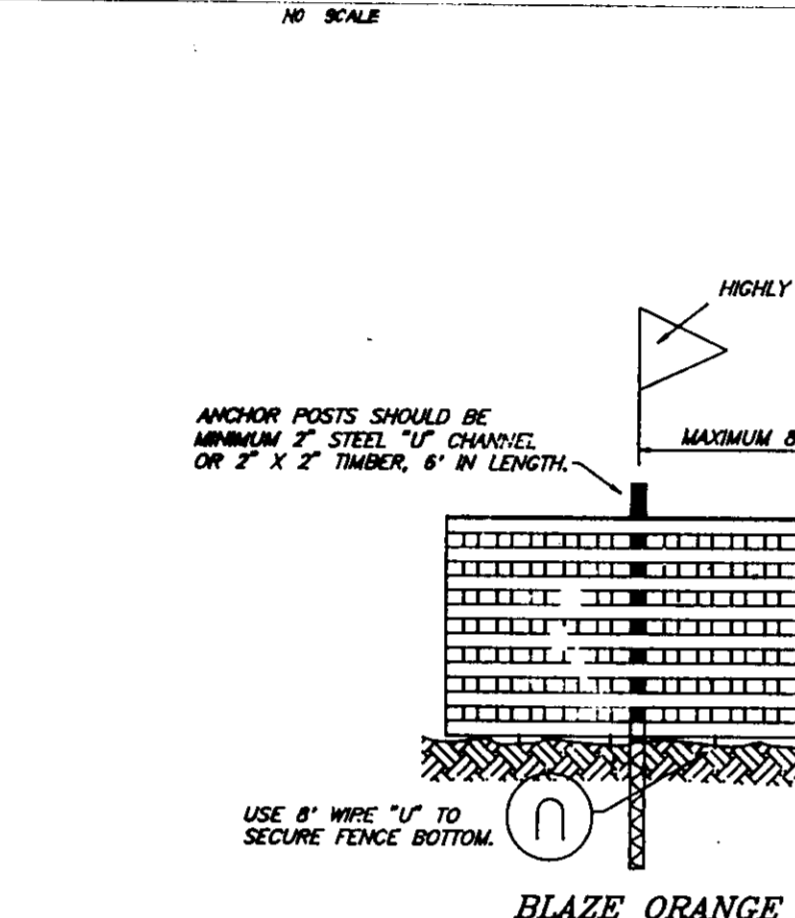 NO SCALE
HIGHLY
ANCHOR POSTS SHOULD BE
MINIMUM 2" STEEL "U" CHANNEL
OR 2" X 2" TIMBER, 6' IN LENGTH.
MAXIMUM 8
USE 8' WIRE "U" TO
SECURE FENCE BOTTOM.
BLAZE ORANGE